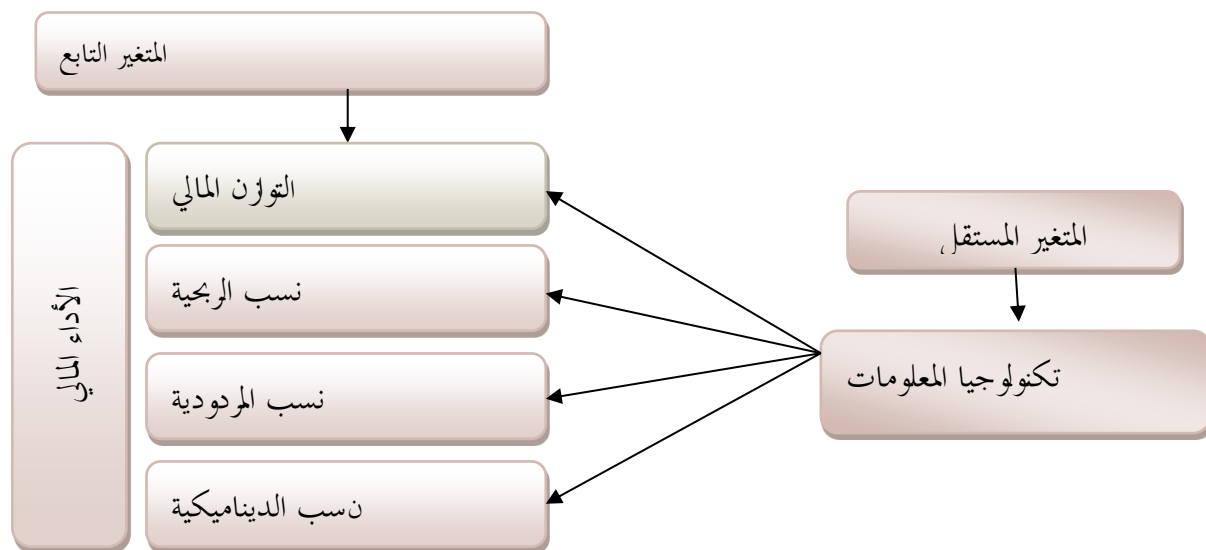 المتغير التابع
المتغير المستقل
التوازن المالي
نسب الربحية
نسب المردودية
نسب الديناميكية
الأداء المالي
تكنولوجيا المعلومات